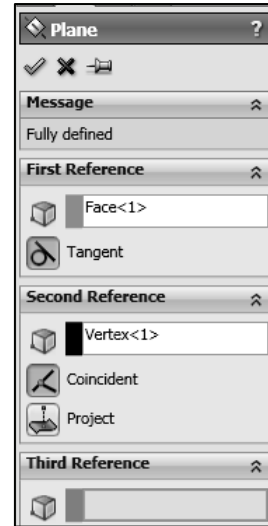 Plane ?
Message
Fully defined
First Reference
Face<1>
Tangent
Second Reference
Vertex<1>
Coincident
Project
Third Reference